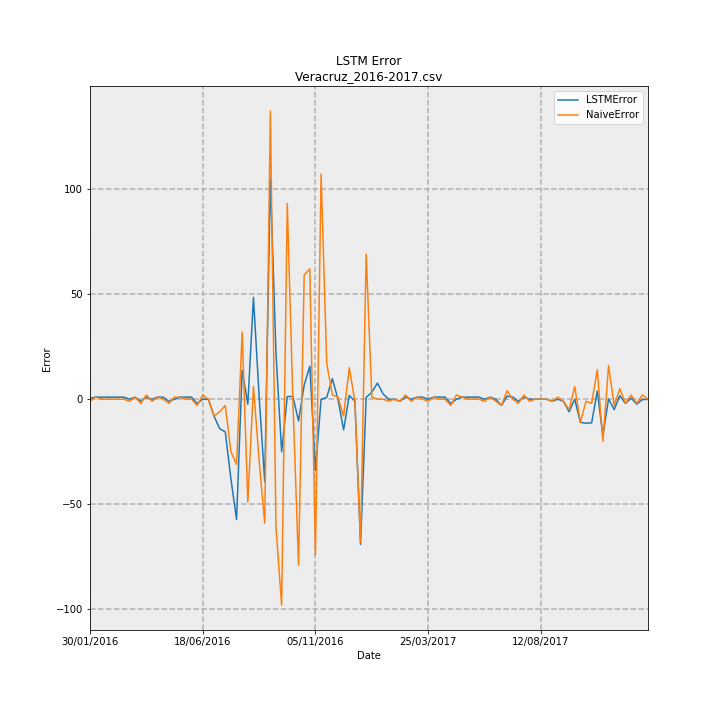 LSTM Error
Veracruz_2016-2017.csv
LSTMError
NaiveError
100
50
0
−50
−100
Error
30/01/2016
18/06/2016
05/11/2016
25/03/2017
12/08/2017
Date